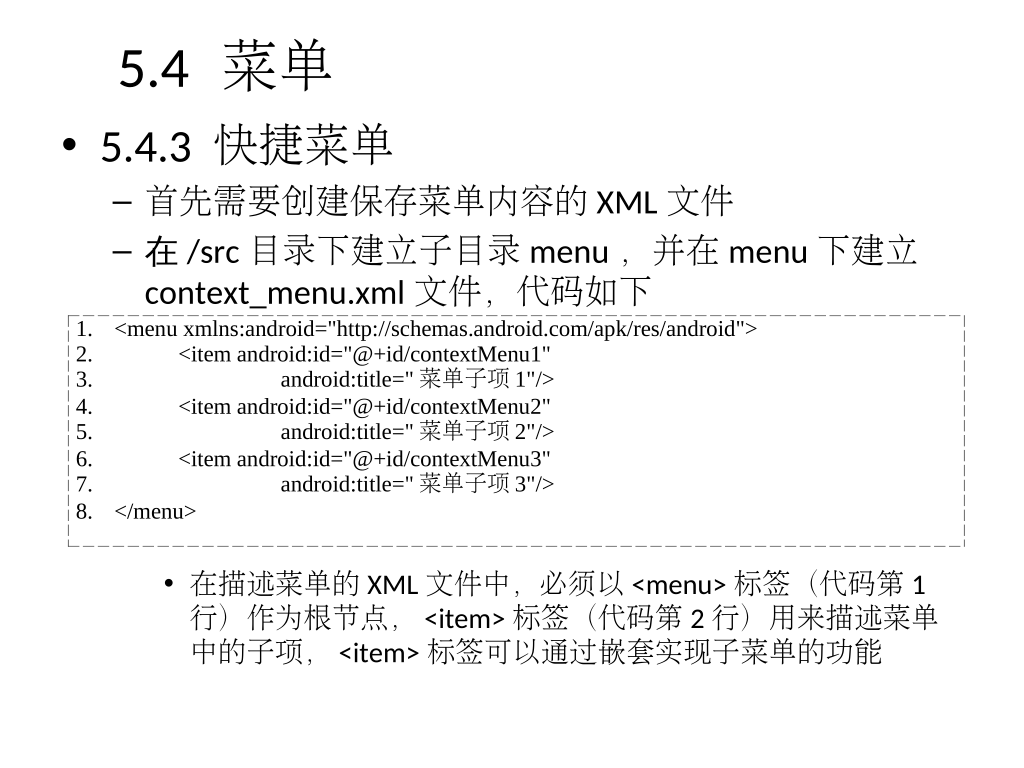 5.4 菜单
• 5.4.3 快捷菜单
– 首先需要创建保存菜单内容的 XML 文件
– 在 /src 目录下建立子目录 menu ，并在 menu 下建立
context_menu.xml 文件，代码如下
1. <menu xmlns:android="http://schemas.android.com/apk/res/android">
2. <item android:id="@+id/contextMenu1"
3. android:title=" 菜单子项 1"/>
4. <item android:id="@+id/contextMenu2"
5. android:title=" 菜单子项 2"/>
6. <item android:id="@+id/contextMenu3"
7. android:title=" 菜单子项 3"/>
8. </menu>
• 在描述菜单的 XML 文件中，必须以 <menu> 标签（代码第 1
行）作为根节点， <item> 标签（代码第 2 行）用来描述菜单
中的子项， <item> 标签可以通过嵌套实现子菜单的功能